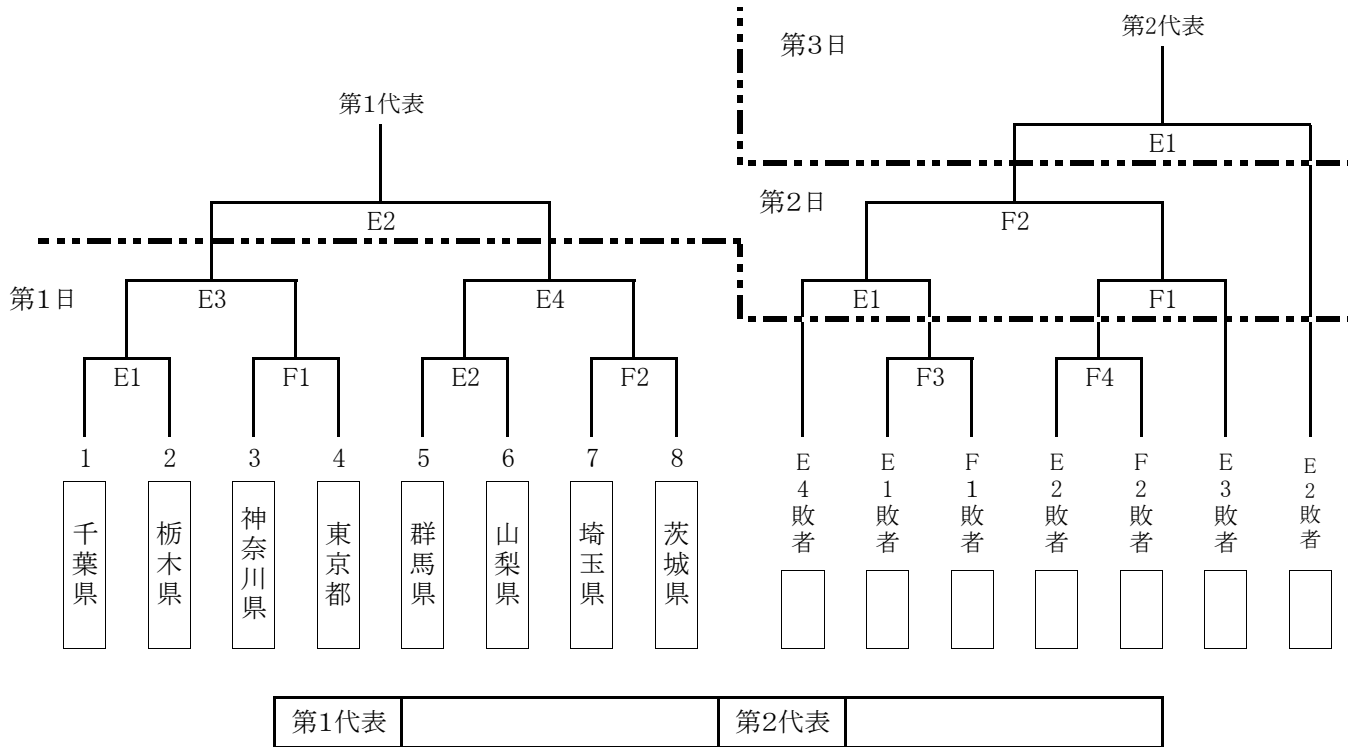 第3日
第2代表
第1代表
E1
第2日
E2
F2
第1日
E3
E4
E1
F1
E1
F1
E2
F2
F3
F4
1
2
3
4
5
6
7
8
千葉県
栃木県
神奈川県
東京都
群馬県
山梨県
埼玉県
茨城県
E4敗者
E1敗者
F1敗者
E2敗者
F2敗者
E3敗者
E2敗者
第1代表
第2代表